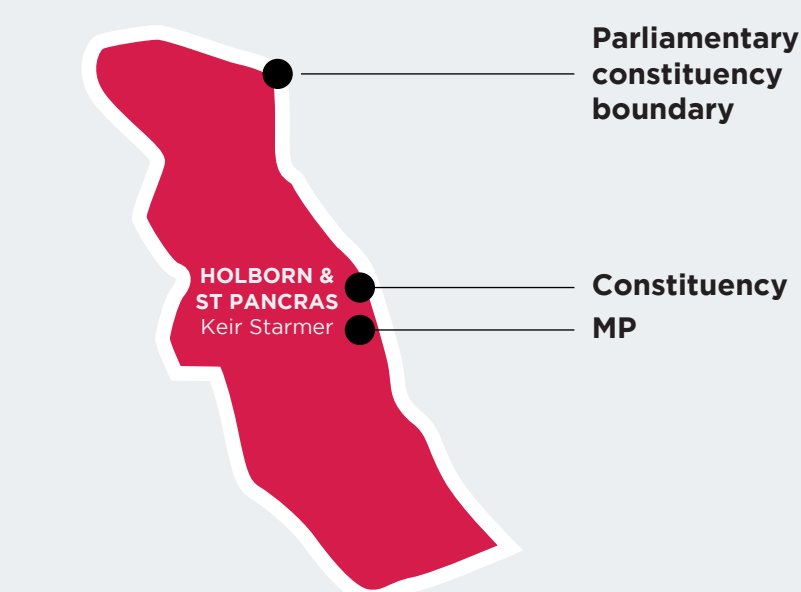 Parliamentary
constituency
boundary
HOLBORN &
ST PANCRAS
Keir Starmer
Constituency
MP